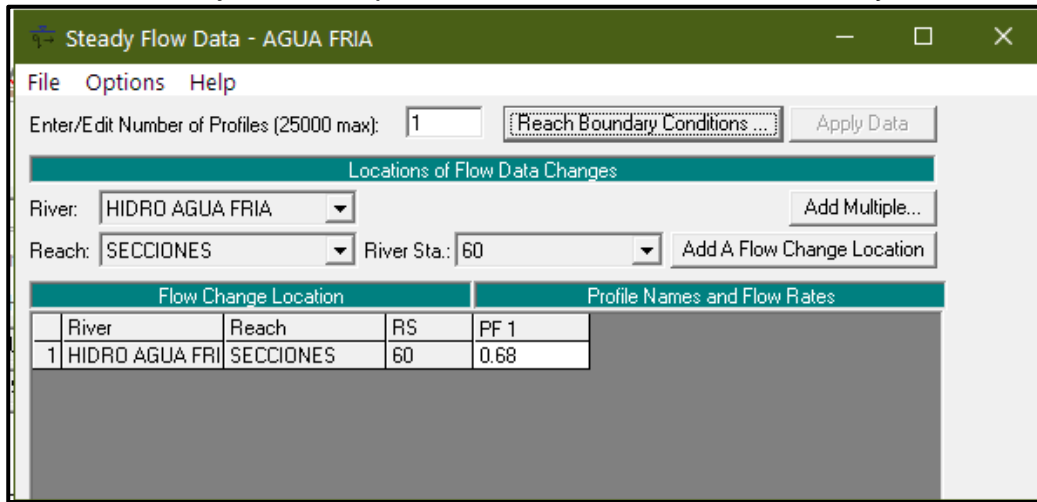 Steady Flow Data - AGUA FRIA
File Options Help
Enter/Edit Number of Profiles (25000 max): 1 Reach Boundary Conditions ... Apply Data
Locations of Flow Data Changes
River: HIDRO AGUA FRIA Add Multiple...
Reach: SECCIONES River Sta.: 60 Add A Flow Change Location
Flow Change Location Profile Names and Flow Rates
River Reach RS PF 1
1 HIDRO AGUA FRI SECCIONES 60 0.68